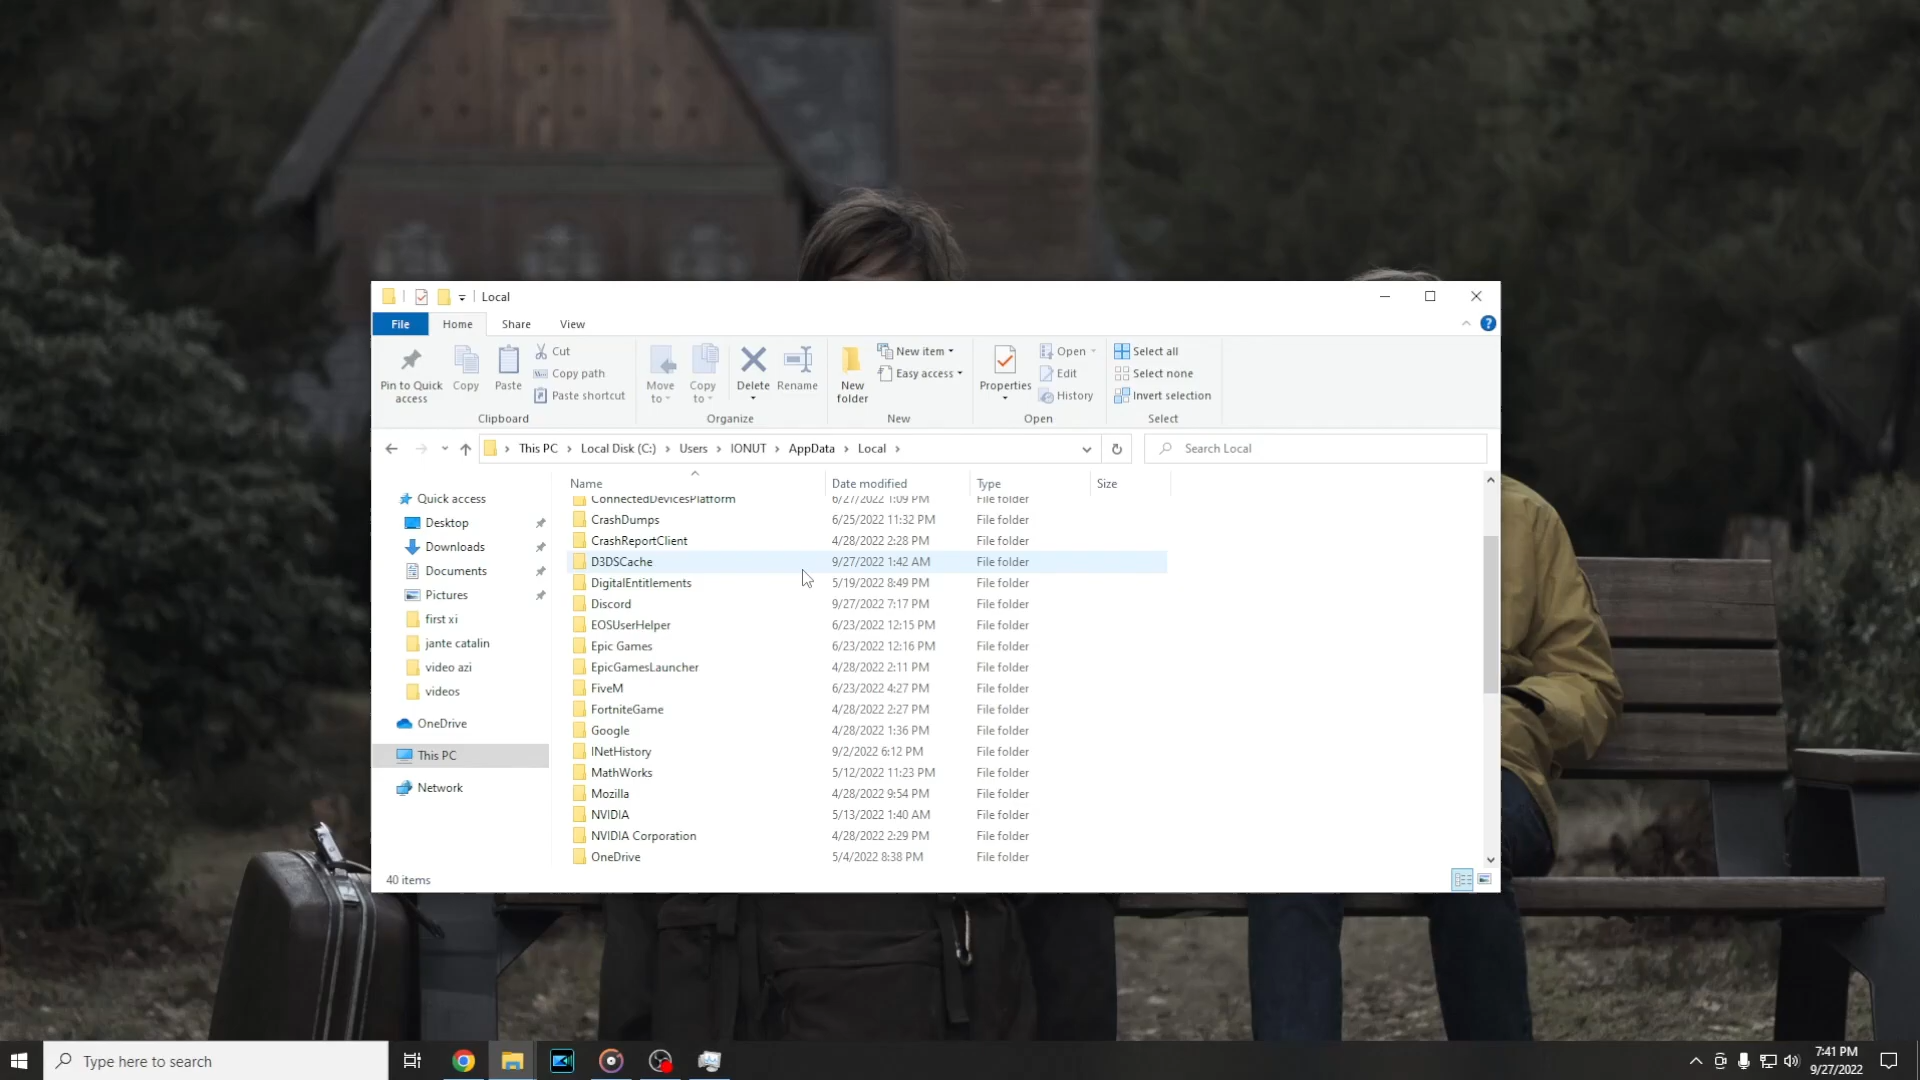 Local
File Home Share View
Pin to Quick access
Copy
Paste
Cut
Copy path
Paste shortcut
Clipboard
Move to
Copy to
Delete
Rename
Organize
New folder
New item
Easy access
New
Properties
Open
Edit
History
Open
Select all
Select none
Invert selection
Select
This PC Local Disk (C:) Users IONUT AppData Local
Search Local
Quick access
Desktop
Downloads
Documents
Pictures
first xi
jante catalin
video azi
videos
OneDrive
This PC
Network
Name Date modified Type Size
ConnectedDevicesPlatform 6/27/2022 1:09 PM File folder
CrashDumps 6/25/2022 11:32 PM File folder
CrashReportClient 4/28/2022 2:28 PM File folder
D3DSCache 9/27/2022 1:42 AM File folder
DigitalEntitlements 5/19/2022 8:49 PM File folder
Discord 9/27/2022 7:17 PM File folder
EOSUserHelper 6/23/2022 12:15 PM File folder
Epic Games 6/23/2022 12:16 PM File folder
EpicGamesLauncher 4/28/2022 2:11 PM File folder
FiveM 6/23/2022 4:27 PM File folder
FortniteGame 4/28/2022 2:27 PM File folder
Google 4/28/2022 1:36 PM File folder
INetHistory 9/2/2022 6:12 PM File folder
MathWorks 5/12/2022 11:23 PM File folder
Mozilla 4/28/2022 9:54 PM File folder
NVIDIA 5/13/2022 1:40 AM File folder
NVIDIA Corporation 4/28/2022 2:29 PM File folder
OneDrive 5/4/2022 8:38 PM File folder
40 items
Type here to search
7:41 PM
9/27/2022